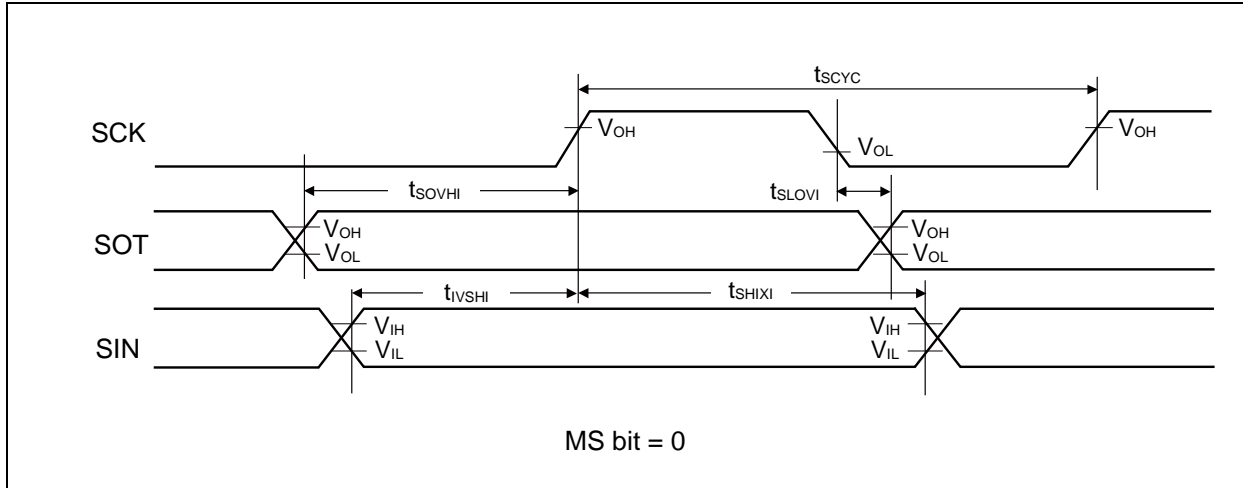 tSCYC
SCK
VOH
VOL
VOH
tSOVHI
tSLOVI
SOT
VOH
VOL
VOH
VOL
tIVSHI
tSHIXI
SIN
VIH
VIL
VIH
VIL
MS bit = 0